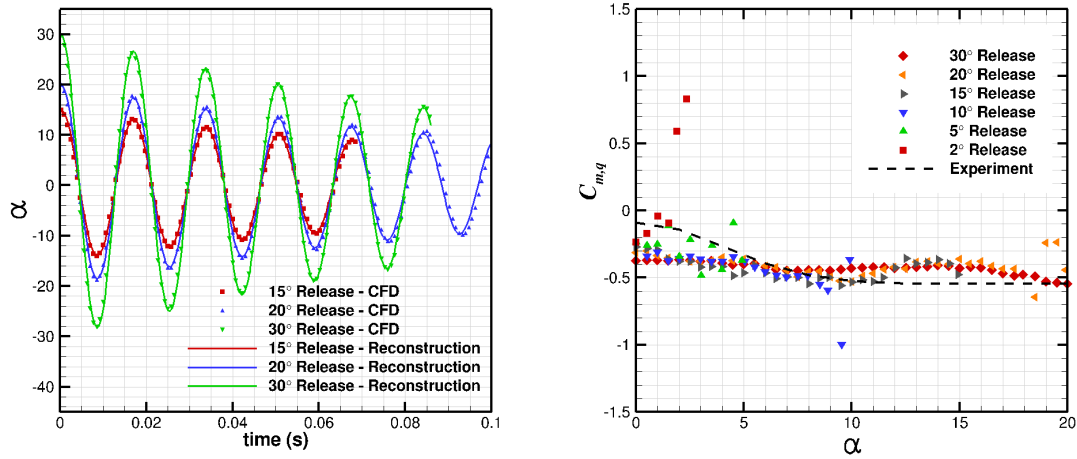 α
30
20
10
0
-10
-20
-30
-40
15° Release - CFD
20° Release - CFD
30° Release - CFD
15° Release - Reconstruction
20° Release - Reconstruction
30° Release - Reconstruction
0
0.02
0.04
0.06
0.08
0.1
time (s)
C_m,q
1.5
1
0.5
0
-0.5
-1
-1.5
30° Release
20° Release
15° Release
10° Release
5° Release
2° Release
Experiment
0
5
10
15
20
α